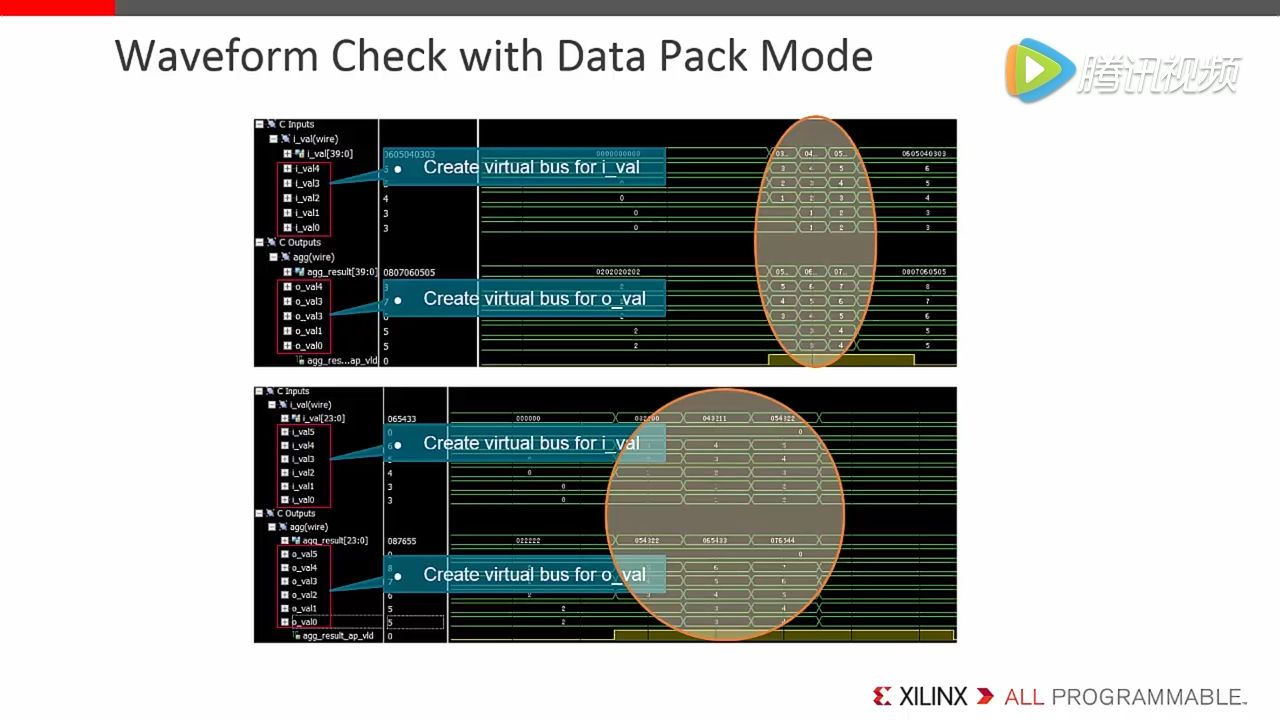 Waveform Check with Data Pack Mode
腾讯视频
C Inputs
i_val(wire)
i_val[39:0] 0605040303 0000000000 03... 04... 05... 0605040303
i_val4 3 4 5 6
Create virtual bus for i_val
i_val3 2 3 4 5
i_val2 4 0 1 2 3 4
i_val1 3 0 1 2 3
i_val0 3 0 1 2 3
C Outputs
agg(wire)
agg_result[39:0] 0807060505 0202020202 05... 06... 07... 0807060505
o_val4 5 6 7 8
Create virtual bus for o_val
o_val3 4 5 6 7
o_val3 3 4 5 6
o_val1 5 2 3 4 5
o_val0 5 2 3 4 5
agg_res...ap_vld 0
C Inputs
i_val(wire)
i_val[23:0] 065433 000000 032100 043211 054322
i_val5 0 0
i_val4 4 5
Create virtual bus for i_val
i_val3 3 4
i_val2 4 0 1 2 3
i_val1 3 0 1 2
i_val0 3 0 1 2
C Outputs
agg(wire)
agg_result[23:0] 087655 022222 054322 065433 076544
o_val5 0
o_val4 8 6 7
Create virtual bus for o_val
o_val3 5 6
o_val2 6 2 3 4 5
o_val1 5 2 3 4
o_val0 5 2 3 4
agg_result_ap_vld 0
XILINX ALL PROGRAMMABLE™